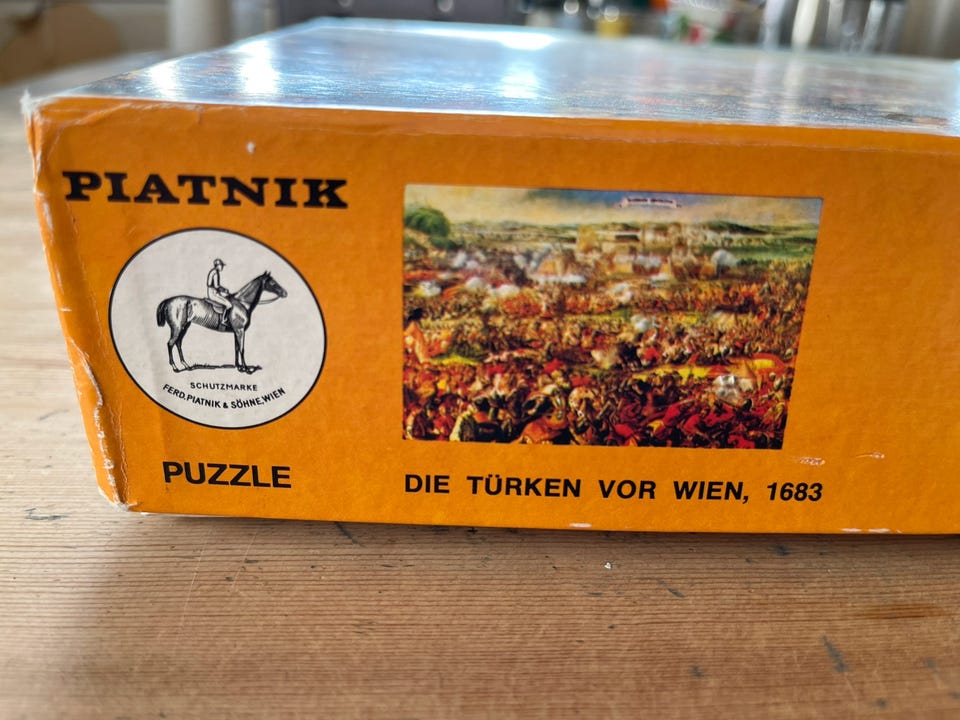 PIATNIK
SCHUTZMARKE
FERD. PIATNIK & SÖHNE, WIEN
PUZZLE
DIE TÜRKEN VOR WIEN, 1683